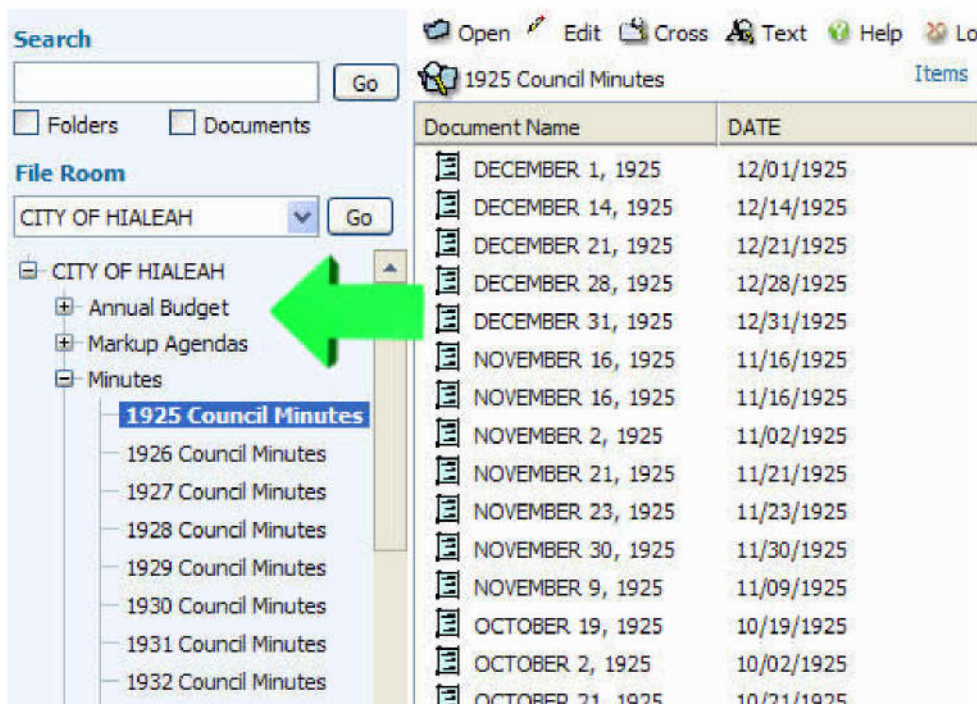 Search
Go
Folders Documents
File Room
CITY OF HIALEAH Go
CITY OF HIALEAH
Annual Budget
Markup Agendas
Minutes
1925 Council Minutes
1926 Council Minutes
1927 Council Minutes
1928 Council Minutes
1929 Council Minutes
1930 Council Minutes
1931 Council Minutes
1932 Council Minutes
Open Edit Cross Text Help Lo
1925 Council Minutes Items
Document Name DATE
DECEMBER 1, 1925 12/01/1925
DECEMBER 14, 1925 12/14/1925
DECEMBER 21, 1925 12/21/1925
DECEMBER 28, 1925 12/28/1925
DECEMBER 31, 1925 12/31/1925
NOVEMBER 16, 1925 11/16/1925
NOVEMBER 16, 1925 11/16/1925
NOVEMBER 2, 1925 11/02/1925
NOVEMBER 21, 1925 11/21/1925
NOVEMBER 23, 1925 11/23/1925
NOVEMBER 30, 1925 11/30/1925
NOVEMBER 9, 1925 11/09/1925
OCTOBER 19, 1925 10/19/1925
OCTOBER 2, 1925 10/02/1925
OCTOBER 21, 1925 10/21/1925